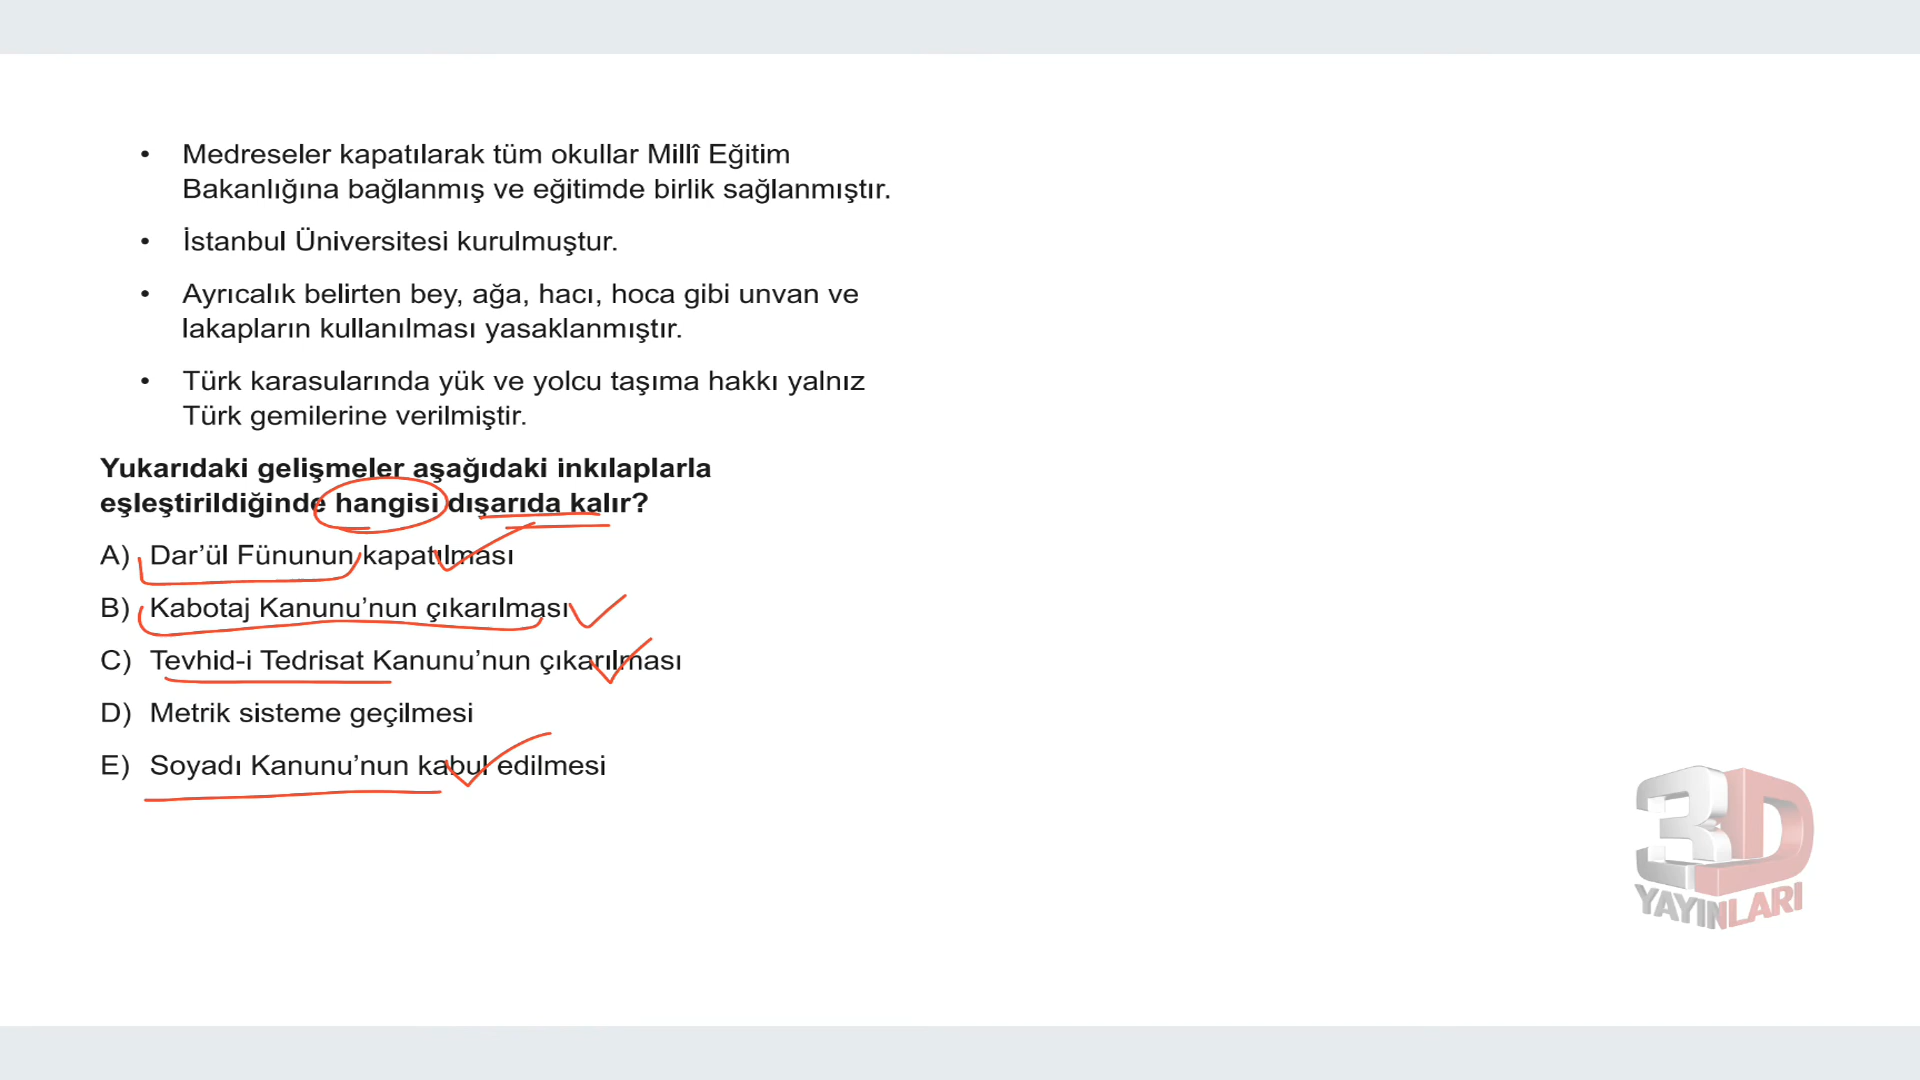 • Medreseler kapatılarak tüm okullar Millî Eğitim
Bakanlığına bağlanmış ve eğitimde birlik sağlanmıştır.
• İstanbul Üniversitesi kurulmuştur.
• Ayrıcalık belirten bey, ağa, hacı, hoca gibi unvan ve
lakapların kullanılması yasaklanmıştır.
• Türk karasularında yük ve yolcu taşıma hakkı yalnız
Türk gemilerine verilmiştir.
Yukarıdaki gelişmeler aşağıdaki inkılaplarla
eşleştirildiğinde hangisi dışarıda kalır?
A) Dar’ül Fünunun kapatılması
B) Kabotaj Kanunu’nun çıkarılması
C) Tevhid-i Tedrisat Kanunu’nun çıkarılması
D) Metrik sisteme geçilmesi
E) Soyadı Kanunu’nun kabul edilmesi
3D
YAYINLARI